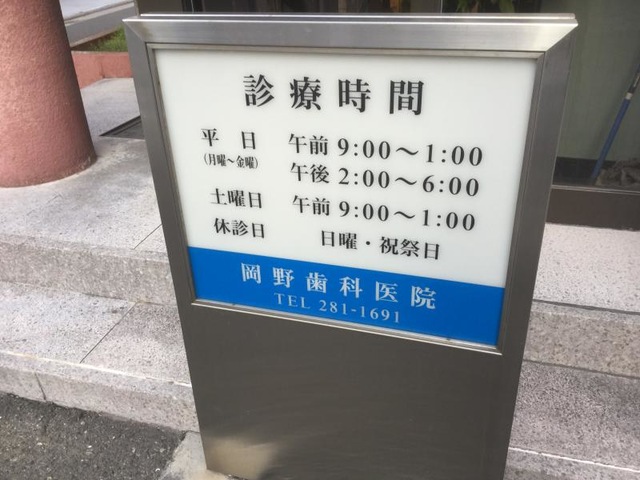 診療時間
平日 午前 9:00〜1:00
(月曜〜金曜) 午後 2:00〜6:00
土曜日 午前 9:00〜1:00
休診日 日曜・祝祭日
岡野歯科医院
TEL 281-1691